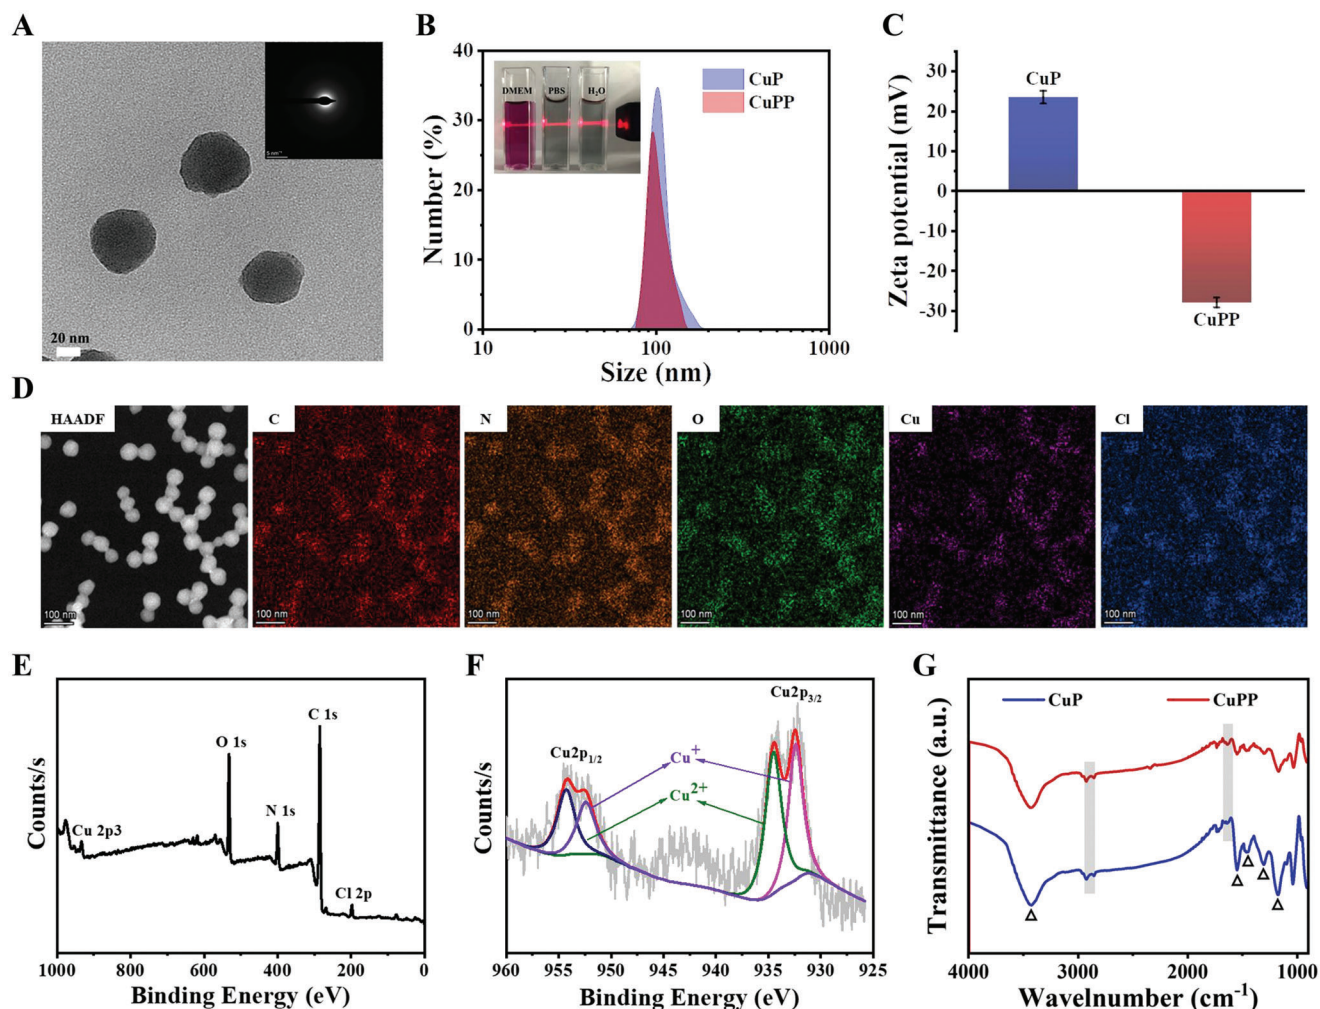 A
5 nm⁻¹
20 nm
B
40
30
20
10
0
Number (%)
DMEM PBS H₂O
CuP
CuPP
10 100 1000
Size (nm)
C
30
20
10
0
-10
-20
-30
Zeta potential (mV)
CuP
CuPP
D
HAADF C N O Cu Cl
100 nm 100 nm 100 nm 100 nm 100 nm 100 nm
E
Counts/s
Cu 2p3
O 1s
N 1s
C 1s
Cl 2p
1000 800 600 400 200 0
Binding Energy (eV)
F
Counts/s
Cu2p₁/₂
Cu2p₃/₂
Cu⁺
Cu²⁺
960 955 950 945 940 935 930 925
Binding Energy (eV)
G
Transmittance (a.u.)
CuP CuPP
4000 3000 2000 1000
Wavelnumber (cm⁻¹)